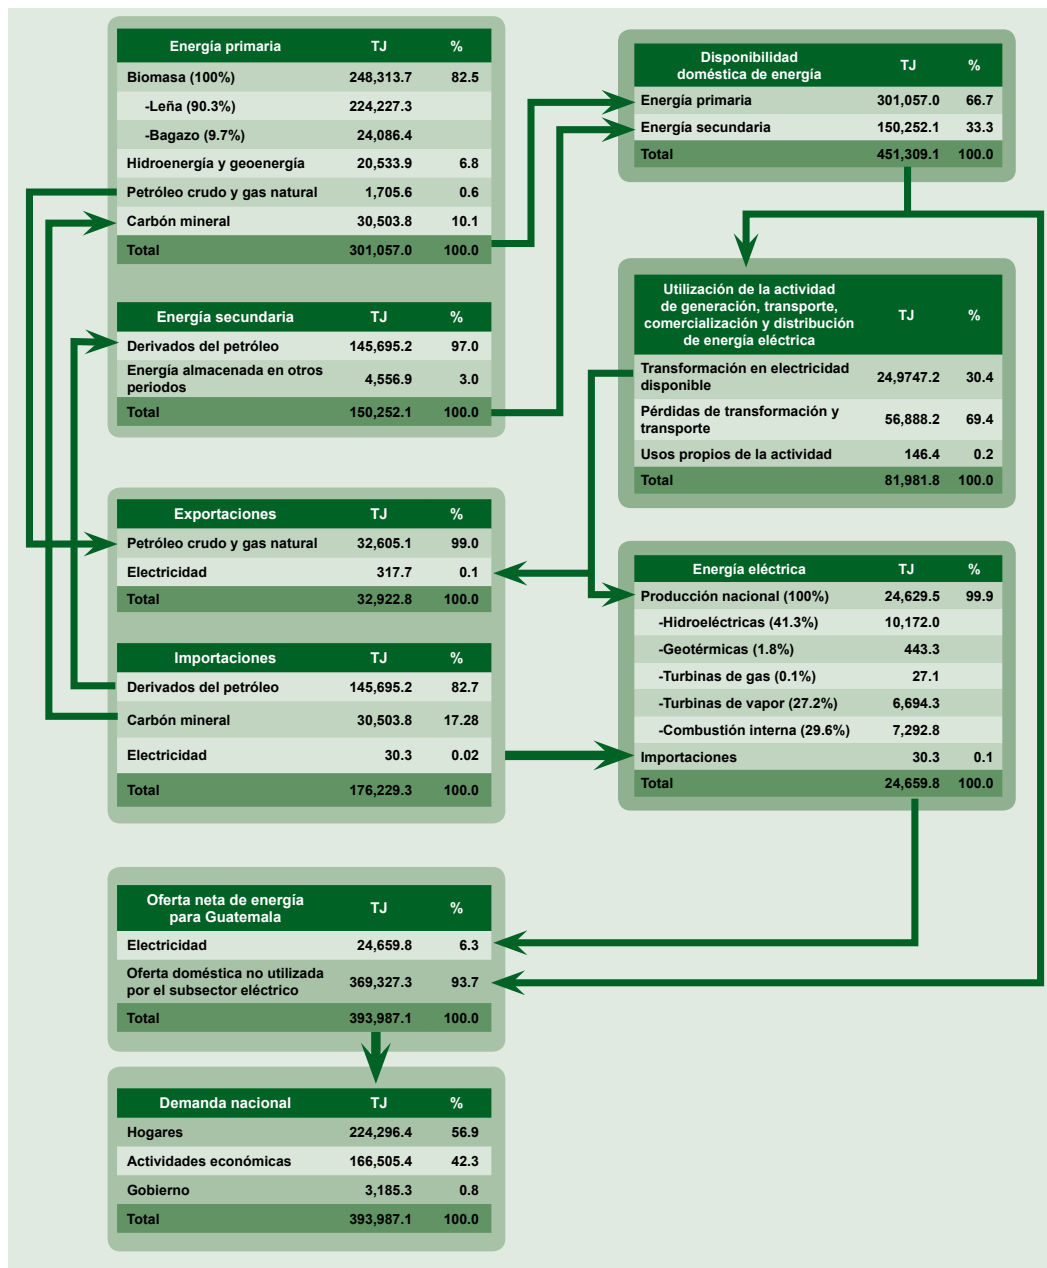 Energía primaria TJ %
Biomasa (100%) 248,313.7 82.5
-Leña (90.3%) 224,227.3
-Bagazo (9.7%) 24,086.4
Hidroenergía y geoenergía 20,533.9 6.8
Petróleo crudo y gas natural 1,705.6 0.6
Carbón mineral 30,503.8 10.1
Total 301,057.0 100.0
Energía secundaria TJ %
Derivados del petróleo 145,695.2 97.0
Energía almacenada en otros
periodos 4,556.9 3.0
Total 150,252.1 100.0
Exportaciones TJ %
Petróleo crudo y gas natural 32,605.1 99.0
Electricidad 317.7 0.1
Total 32,922.8 100.0
Importaciones TJ %
Derivados del petróleo 145,695.2 82.7
Carbón mineral 30,503.8 17.28
Electricidad 30.3 0.02
Total 176,229.3 100.0
Disponibilidad
doméstica de energía TJ %
Energía primaria 301,057.0 66.7
Energía secundaria 150,252.1 33.3
Total 451,309.1 100.0
Utilización de la actividad
de generación, transporte,
comercialización y distribución
de energía eléctrica TJ %
Transformación en electricidad
disponible 24,9747.2 30.4
Pérdidas de transformación y
transporte 56,888.2 69.4
Usos propios de la actividad 146.4 0.2
Total 81,981.8 100.0
Energía eléctrica TJ %
Producción nacional (100%) 24,629.5 99.9
-Hidroeléctricas (41.3%) 10,172.0
-Geotérmicas (1.8%) 443.3
-Turbinas de gas (0.1%) 27.1
-Turbinas de vapor (27.2%) 6,694.3
-Combustión interna (29.6%) 7,292.8
Importaciones 30.3 0.1
Total 24,659.8 100.0
Oferta neta de energía
para Guatemala TJ %
Electricidad 24,659.8 6.3
Oferta doméstica no utilizada
por el subsector eléctrico 369,327.3 93.7
Total 393,987.1 100.0
Demanda nacional TJ %
Hogares 224,296.4 56.9
Actividades económicas 166,505.4 42.3
Gobierno 3,185.3 0.8
Total 393,987.1 100.0